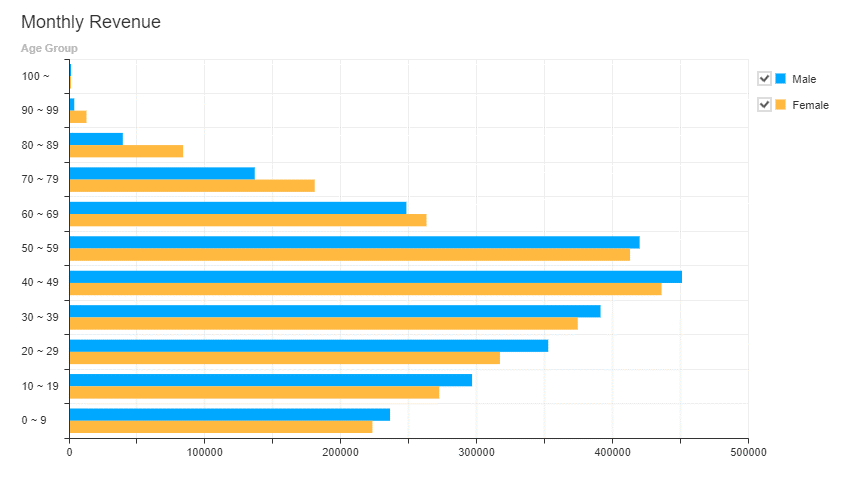 Monthly Revenue
Age Group
100 ~
90 ~ 99
80 ~ 89
70 ~ 79
60 ~ 69
50 ~ 59
40 ~ 49
30 ~ 39
20 ~ 29
10 ~ 19
0 ~ 9
0 100000 200000 300000 400000 500000
Male
Female